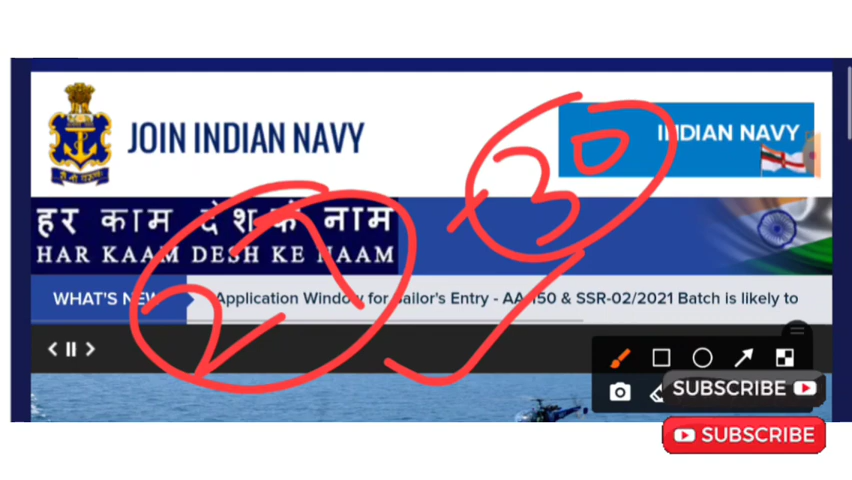 JOIN INDIAN NAVY
INDIAN NAVY
30
हर काम देश के नाम
HAR KAAM DESH KE NAAM
WHAT'S NEW
Application Window for Sailor's Entry - AA-150 & SSR-02/2021 Batch is likely to
SUBSCRIBE
SUBSCRIBE